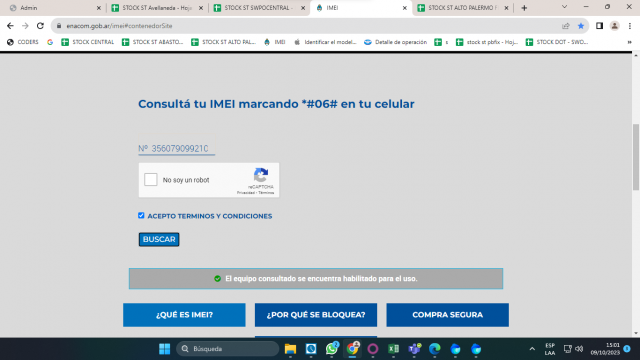 Admin
STOCK ST Avellaneda - Hoja
STOCK ST SWPOCENTRAL -
IMEI
STOCK ST ALTO PALERMO
enacom.gob.ar/imei#contenedorSite
CODERS
STOCK CENTRAL
STOCK ST ABASTO...
STOCK ST ALTO PAL...
IMEI
Identificar el model...
Detalle de operación
stock st pbfix - Hoj...
STOCK DOT - SWO...
Consultá tu IMEI marcando *#06# en tu celular
Nº 35607909921
No soy un robot
reCAPTCHA
Privacidad - Términos
ACEPTO TERMINOS Y CONDICIONES
BUSCAR
El equipo consultado se encuentra habilitado para el uso.
¿QUÉ ES IMEI?
¿POR QUÉ SE BLOQUEA?
COMPRA SEGURA
Búsqueda
ESP
LAA
15:01
09/10/2023